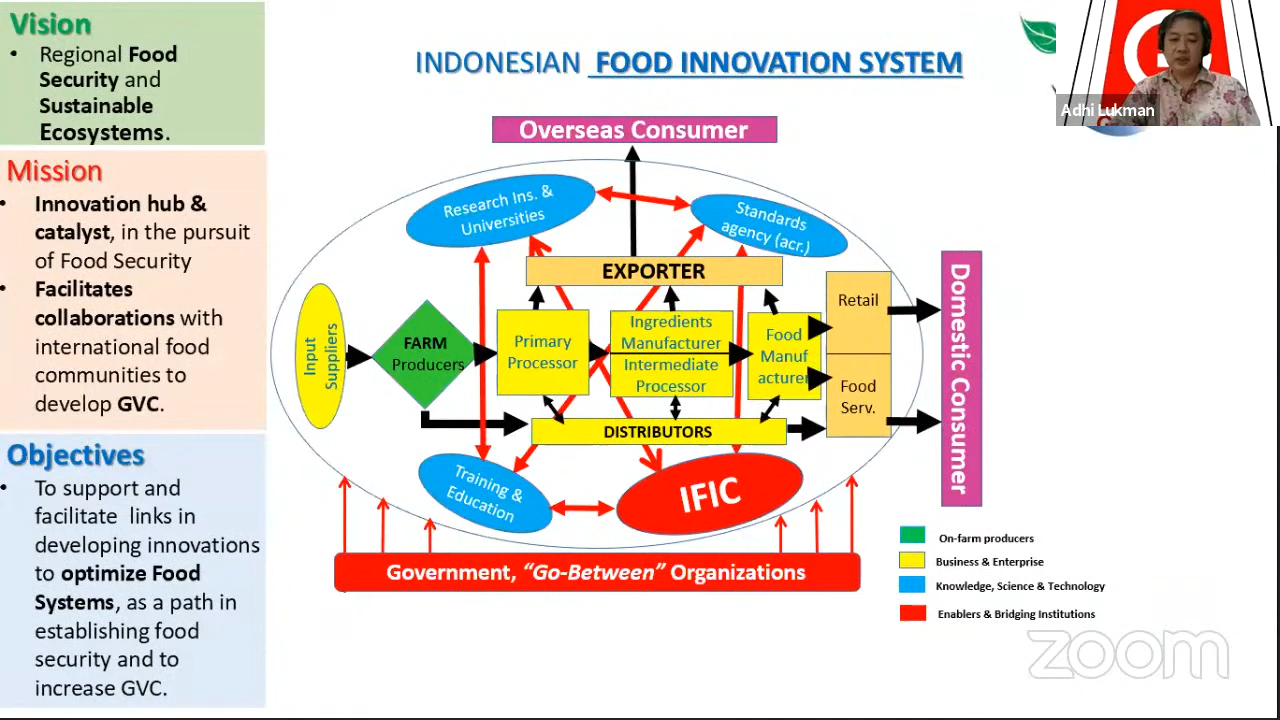 Vision
• Regional Food
Security and
Sustainable
Ecosystems.
Mission
• Innovation hub &
catalyst, in the pursuit
of Food Security
• Facilitates
collaborations with
international food
communities to
develop GVC.
Objectives
• To support and
facilitate links in
developing innovations
to optimize Food
Systems, as a path in
establishing food
security and to
increase GVC.
INDONESIAN FOOD INNOVATION SYSTEM
Adhi Lukman
Overseas Consumer
Research Ins. &
Universities
Standards
agency (acr.)
EXPORTER
Input
Suppliers
FARM
Producers
Primary
Processor
Ingredients
Manufacturer
Intermediate
Processor
Food
Manuf
acturer
Retail
Food
Serv.
Domestic Consumer
DISTRIBUTORS
Training &
Education
IFIC
Government, "Go-Between" Organizations
On-farm producers
Business & Enterprise
Knowledge, Science & Technology
Enablers & Bridging Institutions
zoom